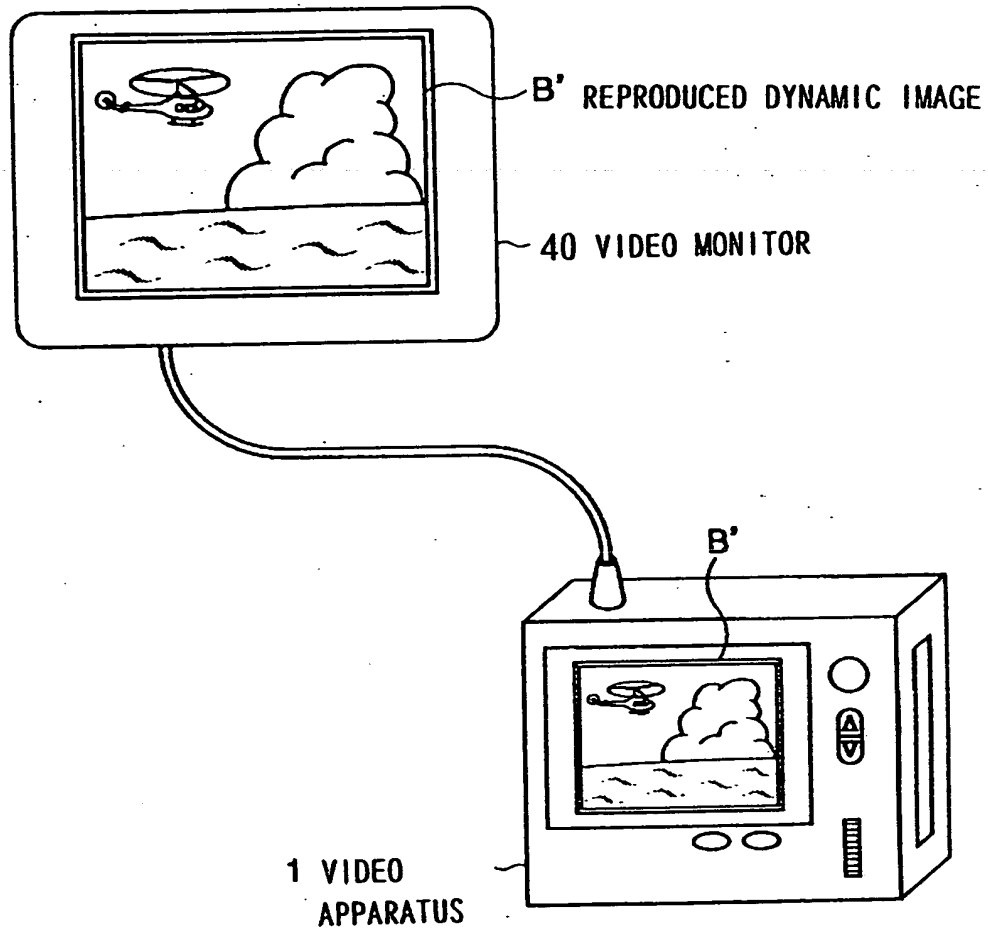 B' REPRODUCED DYNAMIC IMAGE
40 VIDEO MONITOR
B'
1 VIDEO
APPARATUS